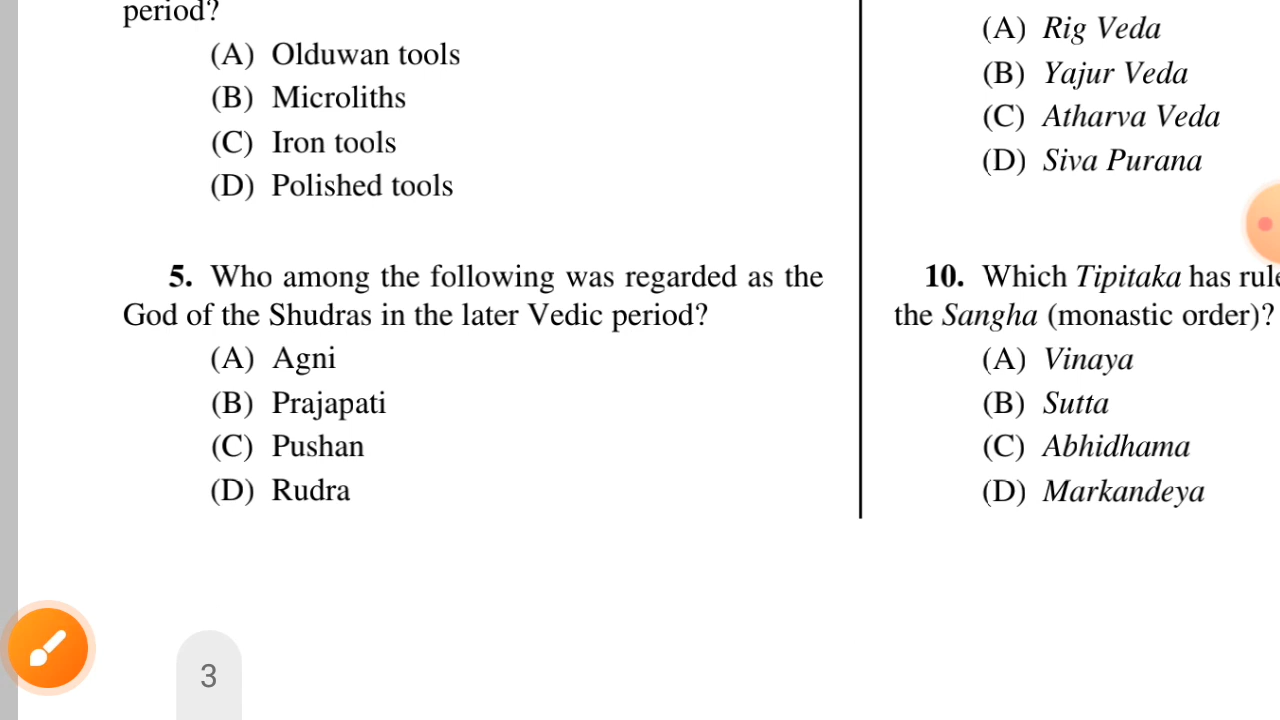 period?
(A) Olduwan tools
(B) Microliths
(C) Iron tools
(D) Polished tools
5. Who among the following was regarded as the
God of the Shudras in the later Vedic period?
(A) Agni
(B) Prajapati
(C) Pushan
(D) Rudra
(A) Rig Veda
(B) Yajur Veda
(C) Atharva Veda
(D) Siva Purana
10. Which Tipitaka has
the Sangha (monastic order)?
(A) Vinaya
(B) Sutta
(C) Abhidhama
(D) Markandeya
3